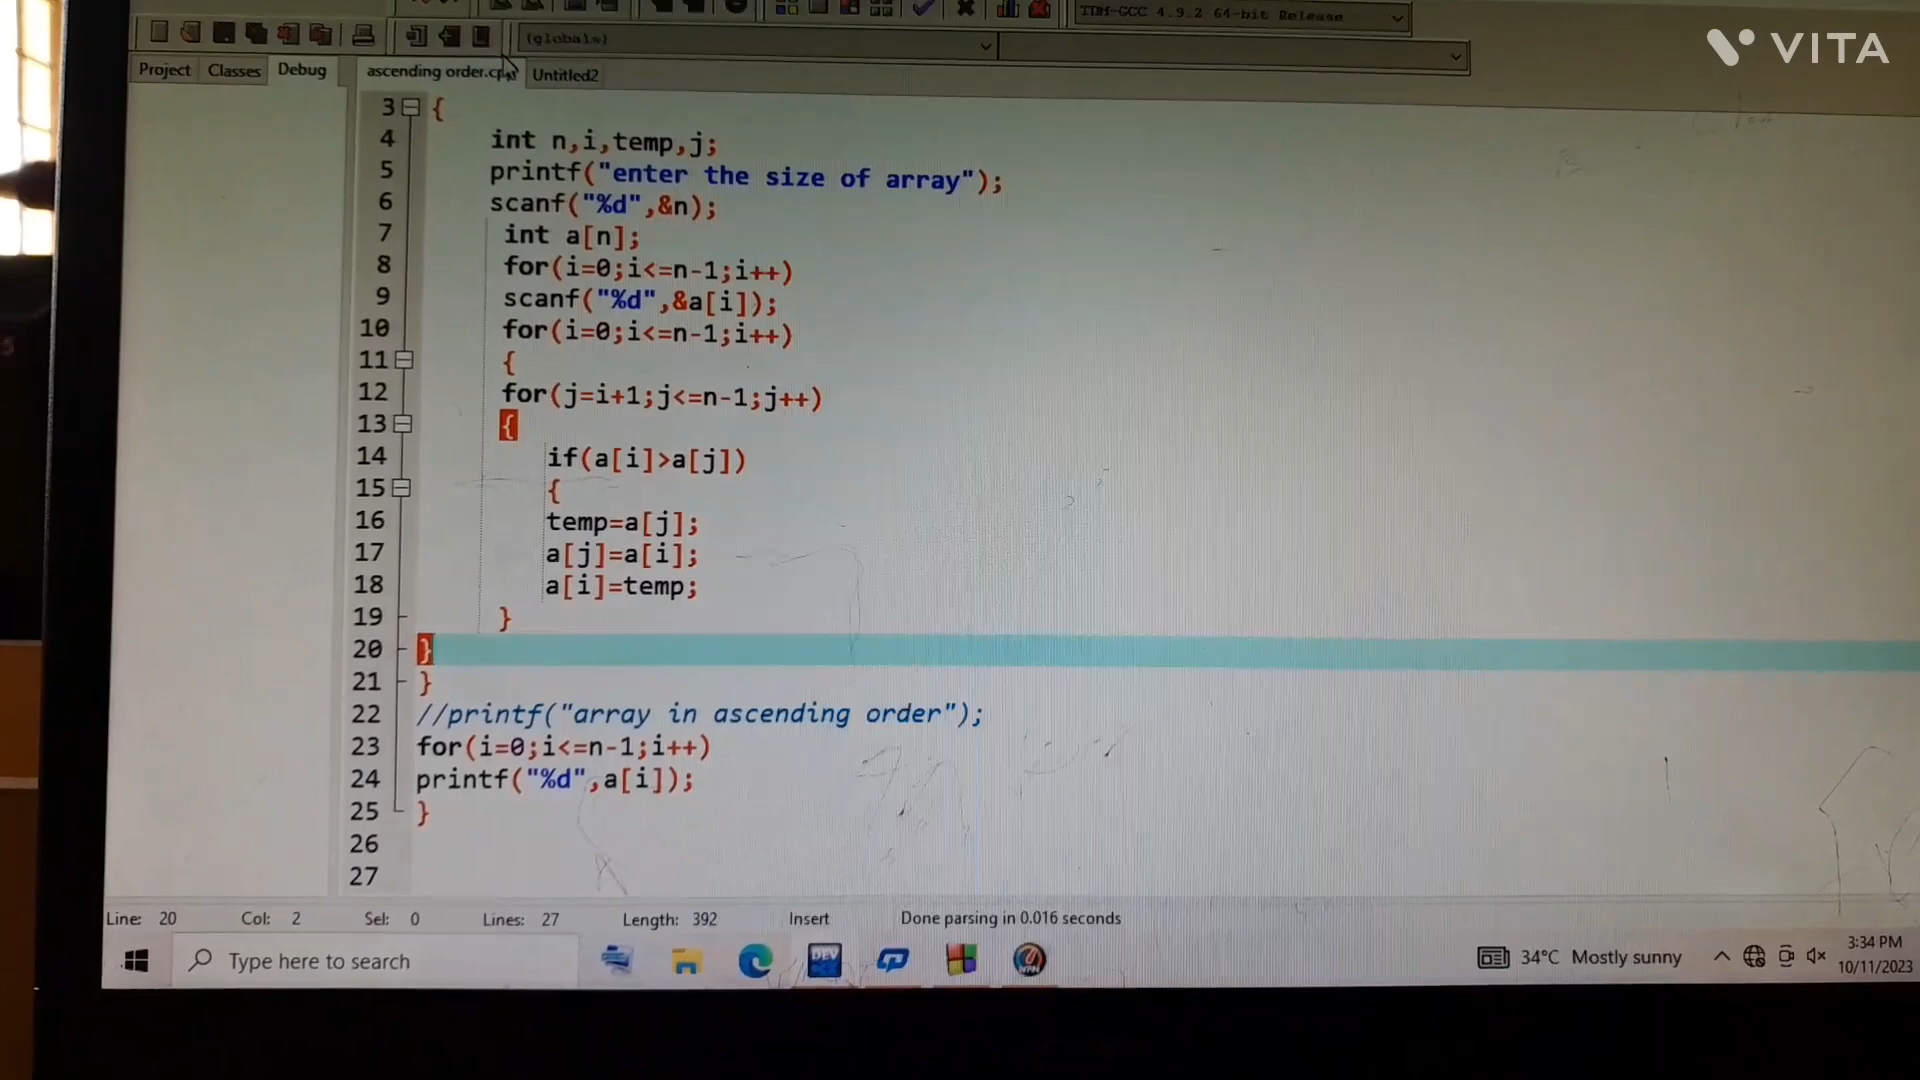 TDM-GCC 4.9.2 64-bit Release
VITA
(globals)
Project Classes Debug
ascending order.cpp Untitled2
3 {
4 int n,i,temp,j;
5 printf("enter the size of array");
6 scanf("%d",&n);
7 int a[n];
8 for(i=0;i<=n-1;i++)
9 scanf("%d",&a[i]);
10 for(i=0;i<=n-1;i++)
11 {
12 for(j=i+1;j<=n-1;j++)
13 {
14 if(a[i]>a[j])
15 {
16 temp=a[j];
17 a[j]=a[i];
18 a[i]=temp;
19 }
20 }
21 }
22 //printf("array in ascending order");
23 for(i=0;i<=n-1;i++)
24 printf("%d",a[i]);
25 }
26
27
Line: 20 Col: 2 Sel: 0 Lines: 27 Length: 392 Insert Done parsing in 0.016 seconds
Type here to search
DEV
34°C Mostly sunny
3:34 PM
10/11/2023